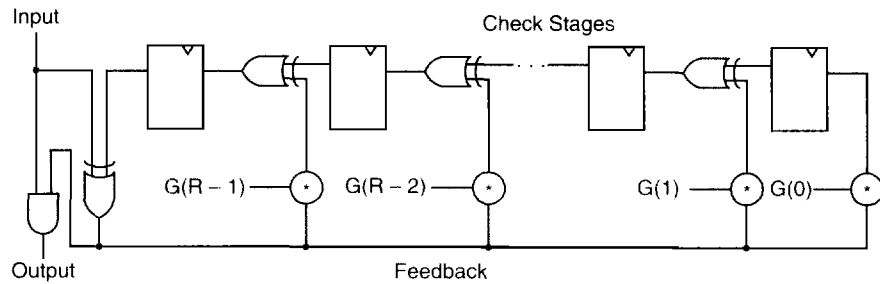 Input
Check Stages
G(R – 1)
*
G(R – 2)
*
G(1)
*
G(0)
*
Output
Feedback